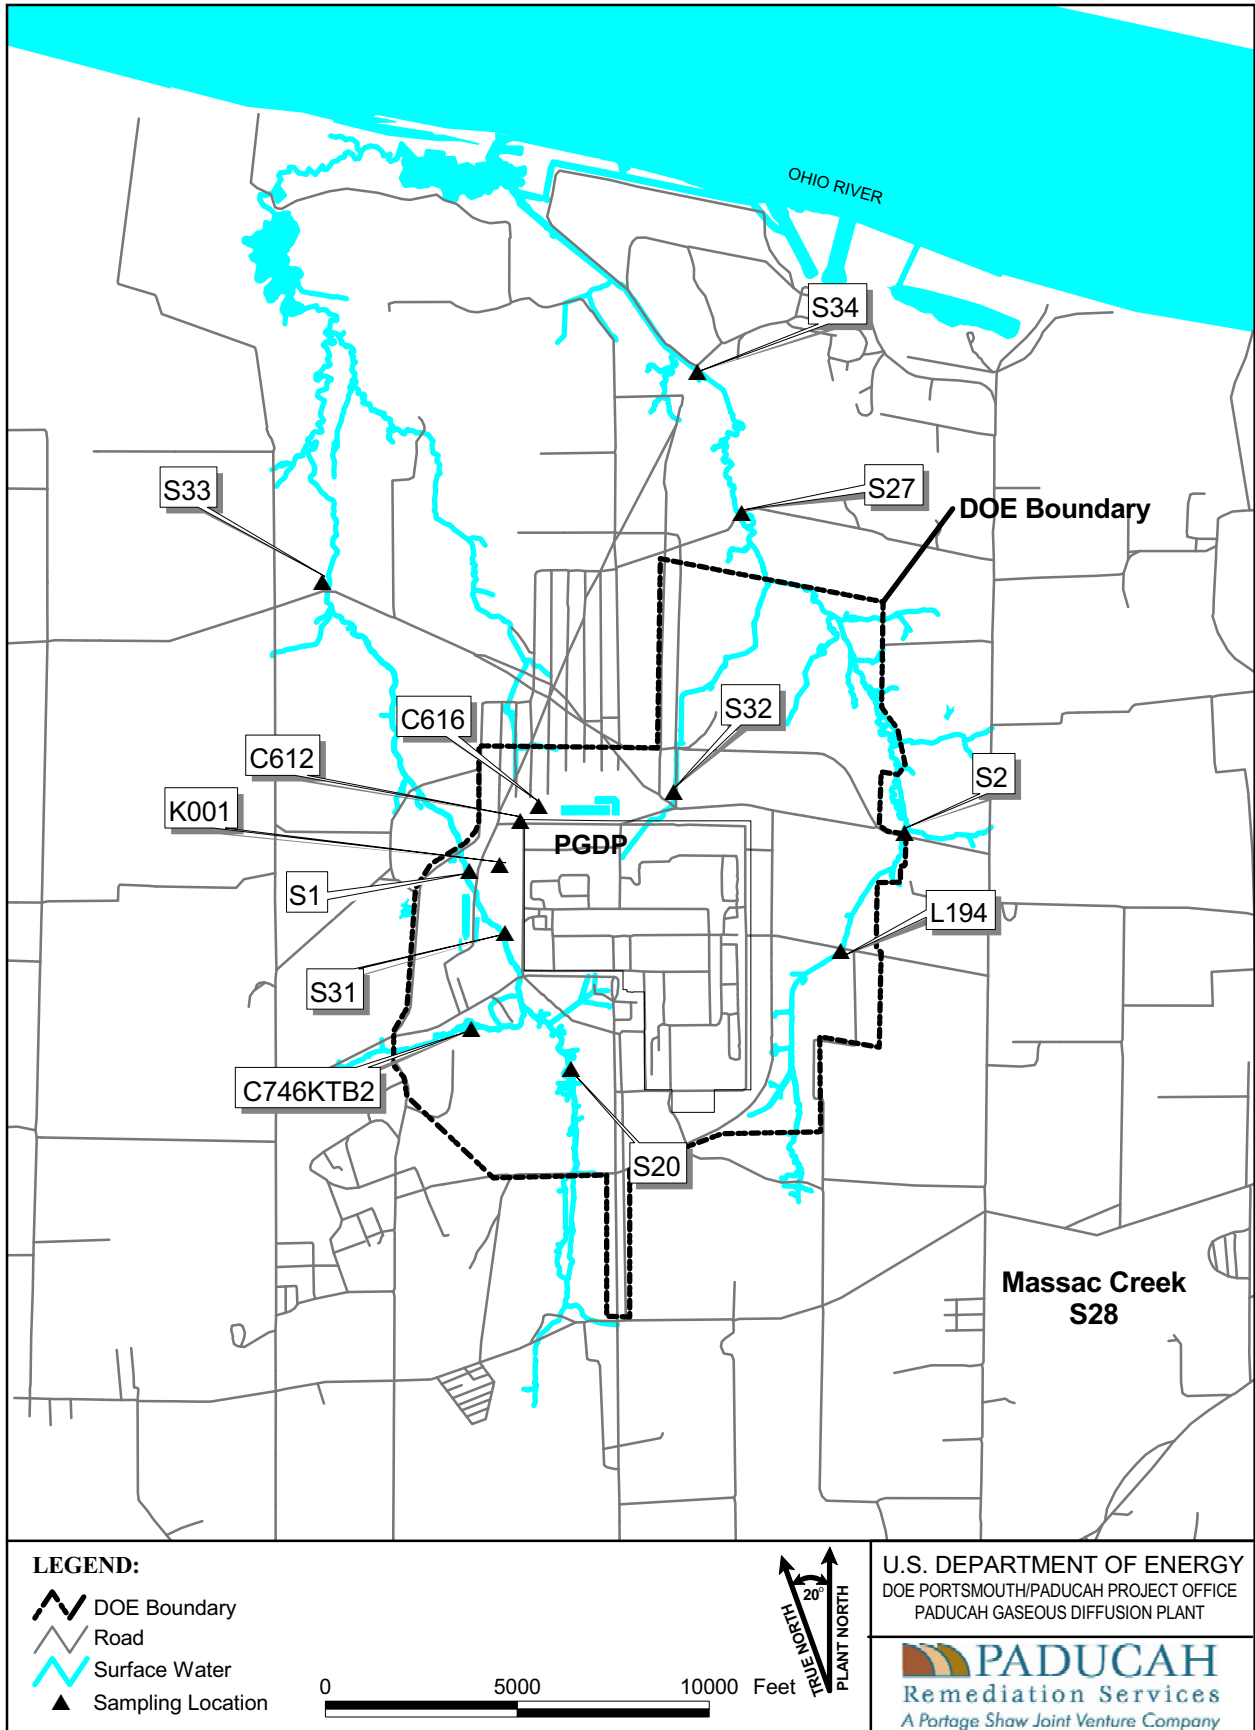 OHIO RIVER
S34
S33
S27
DOE Boundary
C616
S32
C612
S2
K001
PGDP
S1
L194
S31
C746KTB2
S20
Massac Creek
S28
LEGEND:
DOE Boundary
Road
Surface Water
Sampling Location
0 5000 10000 Feet
20°
TRUE NORTH
PLANT NORTH
U.S. DEPARTMENT OF ENERGY
DOE PORTSMOUTH/PADUCAH PROJECT OFFICE
PADUCAH GASEOUS DIFFUSION PLANT
PADUCAH
Remediation Services
A Portage Shaw Joint Venture Company